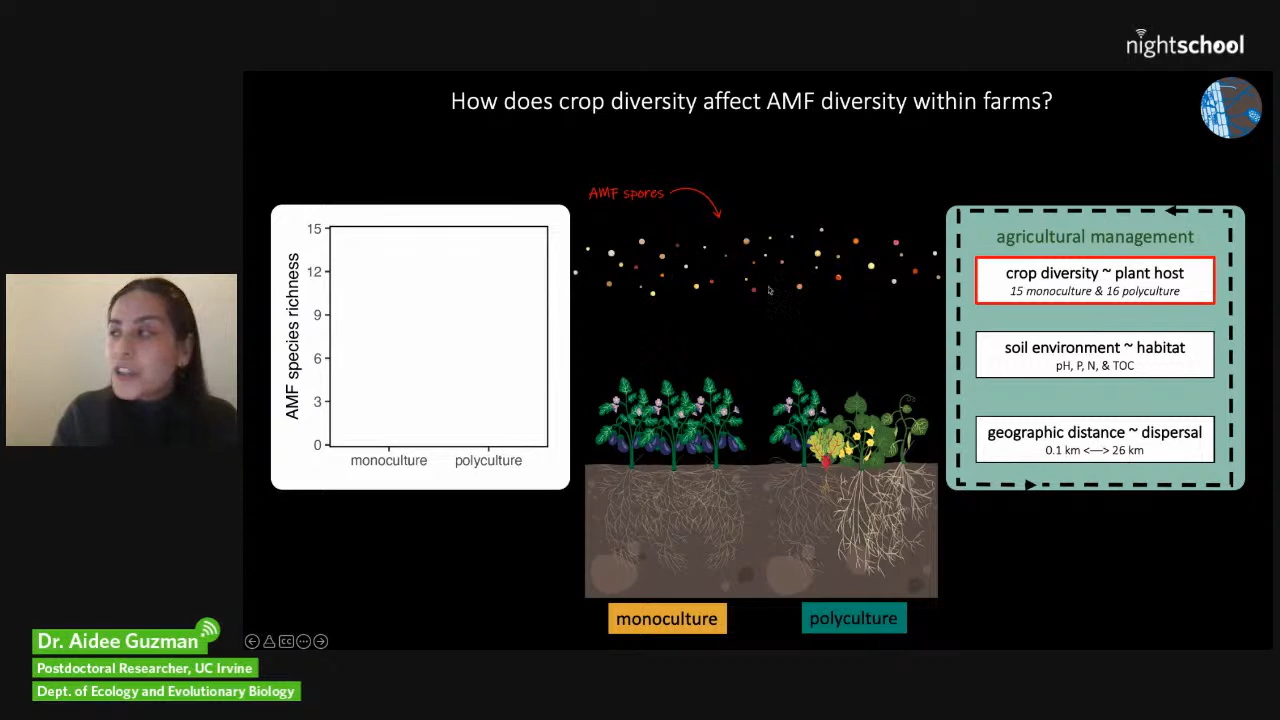 nightschool
How does crop diversity affect AMF diversity within farms?
AMF spores
AMF species richness
15
12
9
6
3
0
monoculture
polyculture
agricultural management
crop diversity ~ plant host
15 monoculture & 16 polyculture
soil environment ~ habitat
pH, P, N, & TOC
geographic distance ~ dispersal
0.1 km <—> 26 km
monoculture
polyculture
Dr. Aidee Guzman
Postdoctoral Researcher, UC Irvine
Dept. of Ecology and Evolutionary Biology
CC